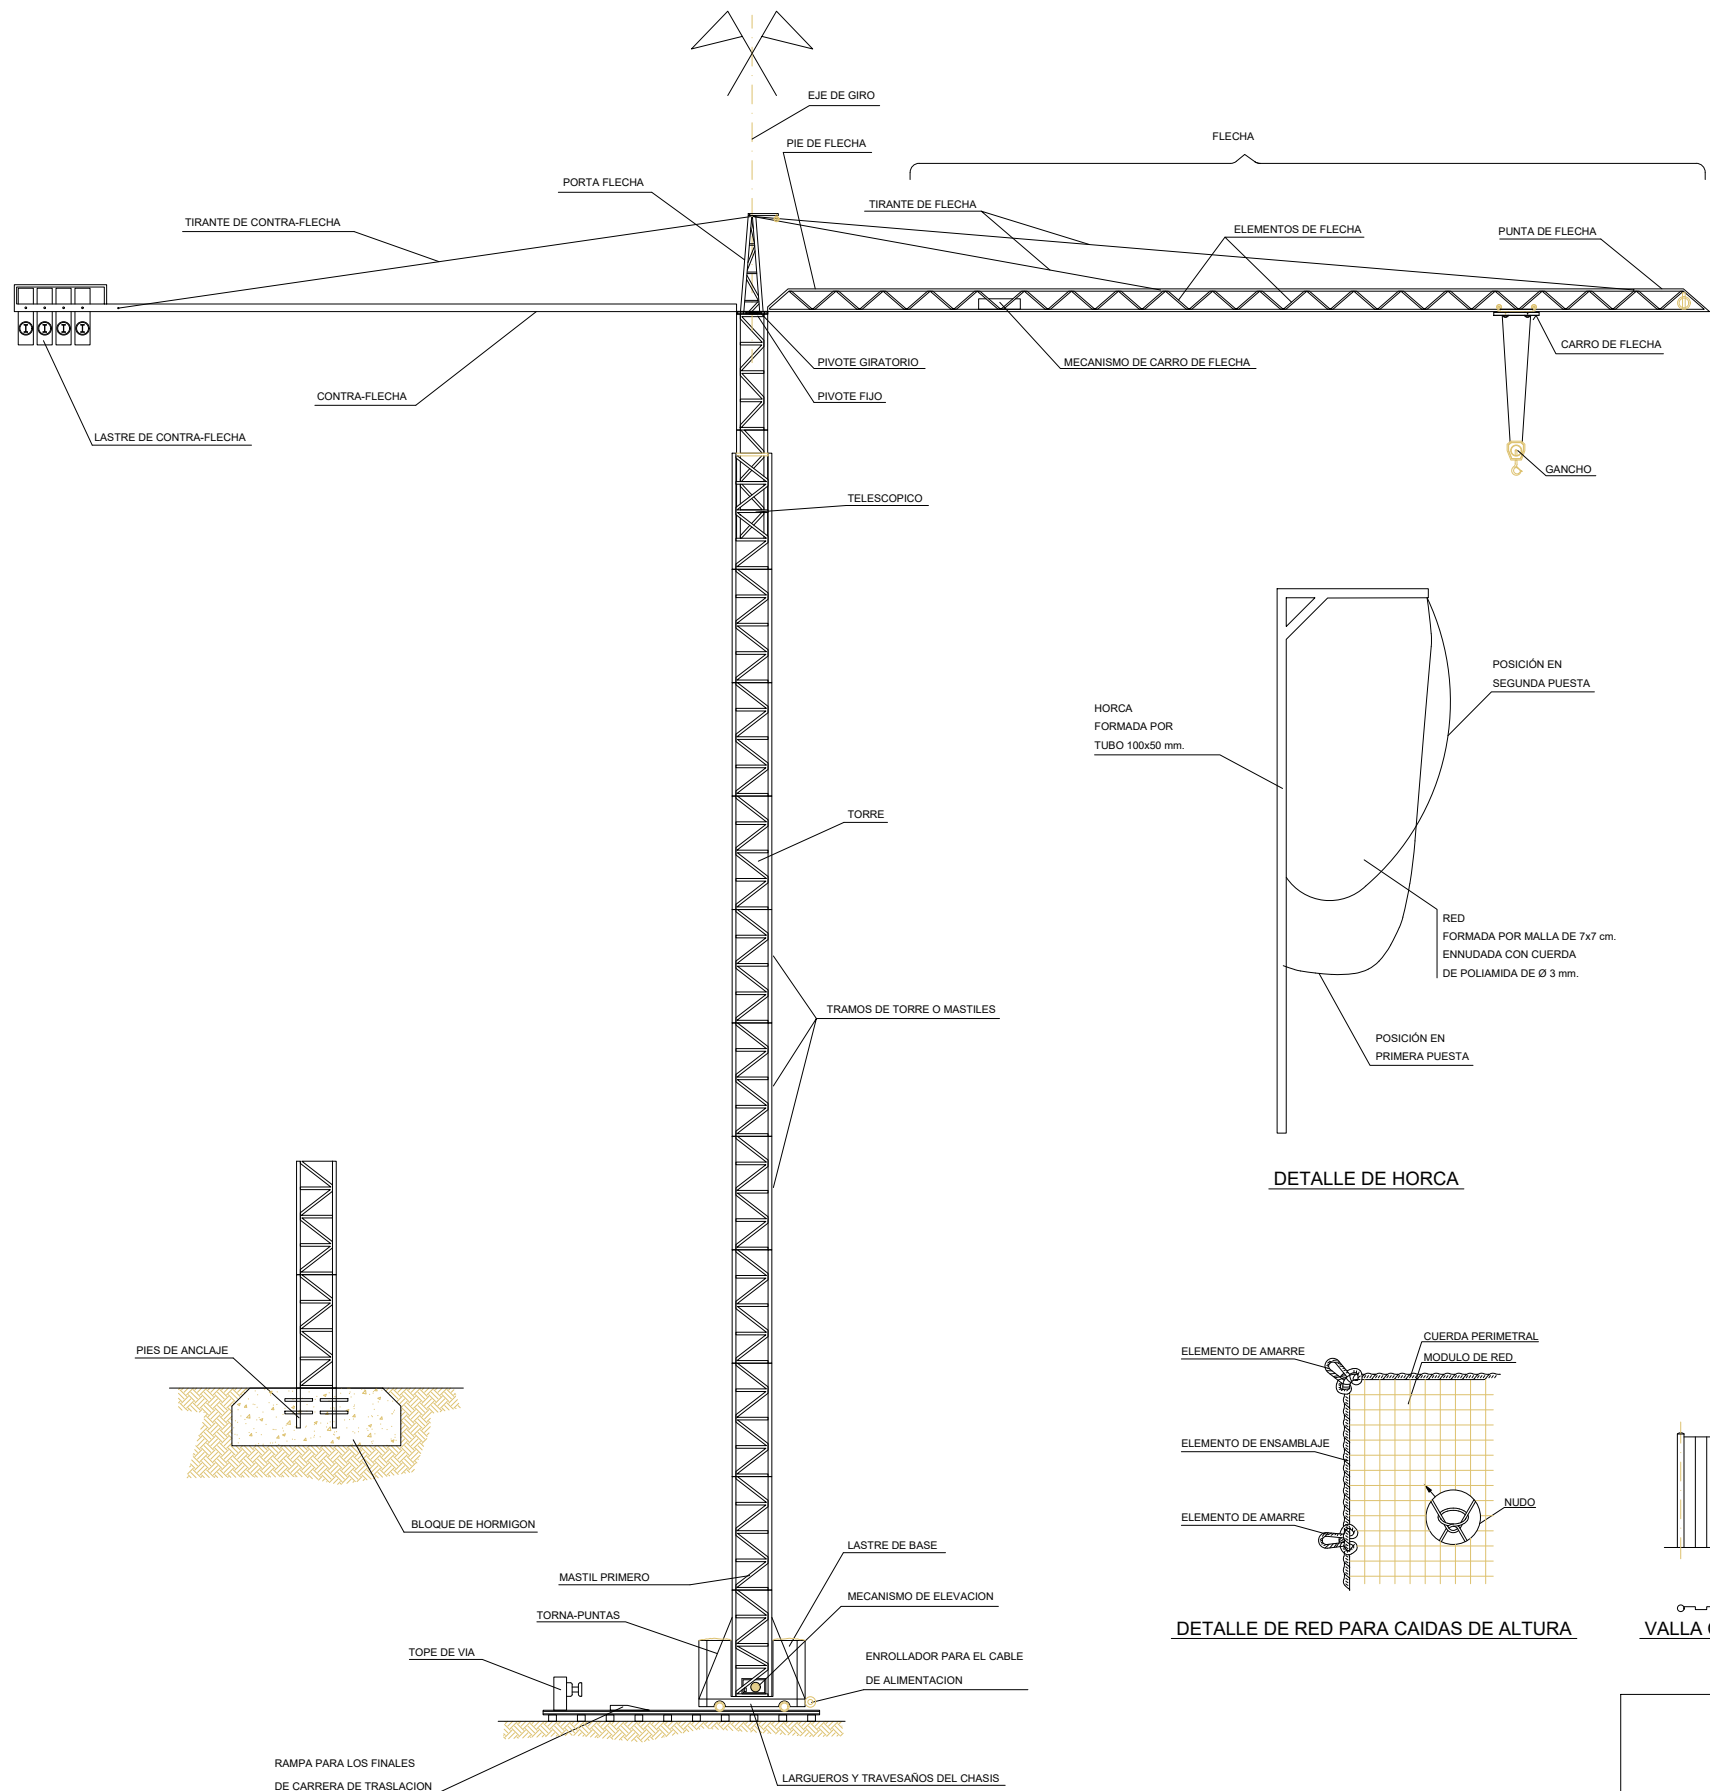 EJE DE GIRO
FLECHA
PIE DE FLECHA
PORTA FLECHA
TIRANTE DE FLECHA
TIRANTE DE CONTRA-FLECHA
ELEMENTOS DE FLECHA
PUNTA DE FLECHA
CARRO DE FLECHA
PIVOTE GIRATORIO
MECANISMO DE CARRO DE FLECHA
CONTRA-FLECHA
PIVOTE FIJO
LASTRE DE CONTRA-FLECHA
GANCHO
TELESCOPICO
POSICIÓN EN
SEGUNDA PUESTA
HORCA
FORMADA POR
TUBO 100x50 mm.
TORRE
RED
FORMADA POR MALLA DE 7x7 cm.
ENNUDADA CON CUERDA
DE POLIAMIDA DE Ø 3 mm.
TRAMOS DE TORRE O MASTILES
POSICIÓN EN
PRIMERA PUESTA
DETALLE DE HORCA
PIES DE ANCLAJE
BLOQUE DE HORMIGON
CUERDA PERIMETRAL
ELEMENTO DE AMARRE
MODULO DE RED
ELEMENTO DE ENSAMBLAJE
NUDO
ELEMENTO DE AMARRE
DETALLE DE RED PARA CAIDAS DE ALTURA
VALLA
LASTRE DE BASE
MASTIL PRIMERO
MECANISMO DE ELEVACION
TORNA-PUNTAS
TOPE DE VIA
ENROLLADOR PARA EL CABLE
DE ALIMENTACION
RAMPA PARA LOS FINALES
DE CARRERA DE TRASLACION
LARGUEROS Y TRAVESAÑOS DEL CHASIS